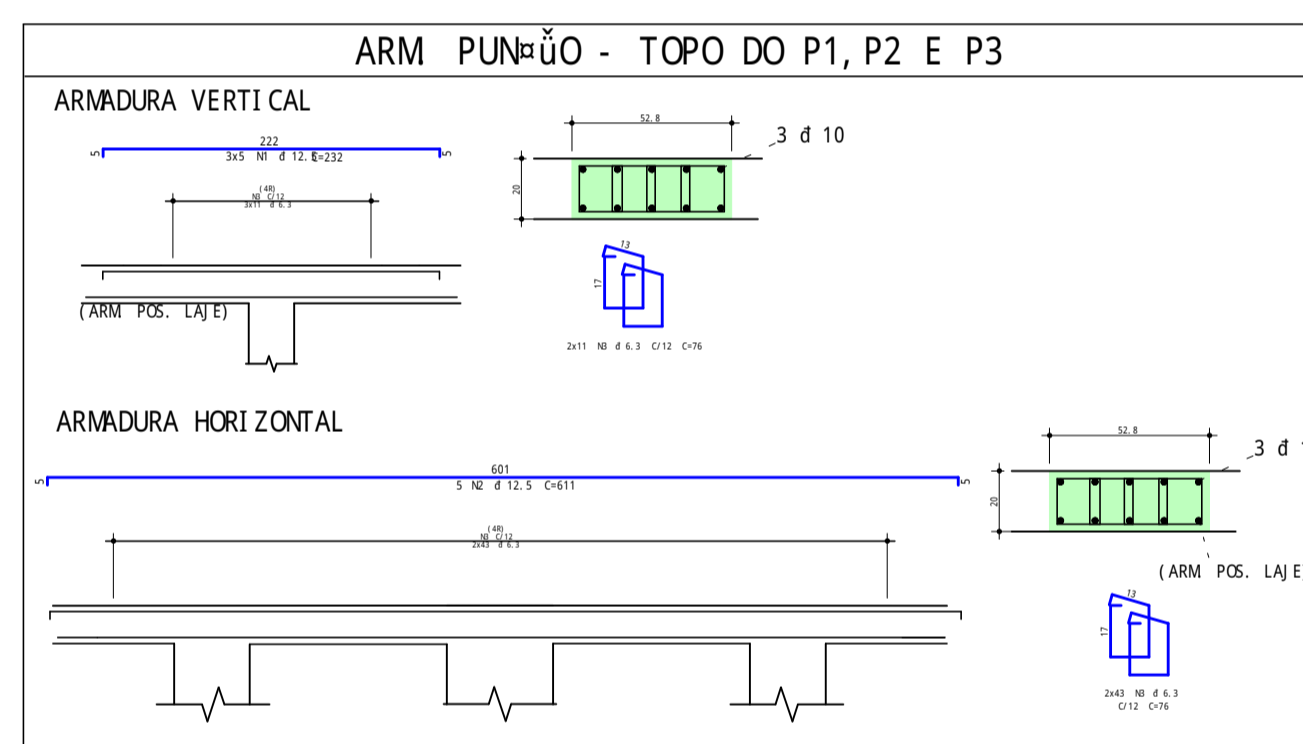 ARM. PUN¤ǔO - TOPO DO P1, P2 E P3
ARMADURA VERTICAL
222
5
5
3x5 N1 đ 12.5 C=232
(4R)
N3 C/12
3x11 đ 6.3
(ARM. POS. LAJE)
52.8
3 đ 10
20
13
17
2x11 N3 đ 6.3 C/12 C=76
ARMADURA HORIZONTAL
601
5
5
5 N2 đ 12.5 C=611
(4R)
N3 C/12
2x43 đ 6.3
52.8
3 đ
20
(ARM. POS. LAJE)
13
17
2x43 N3 đ 6.3
C/12 C=76